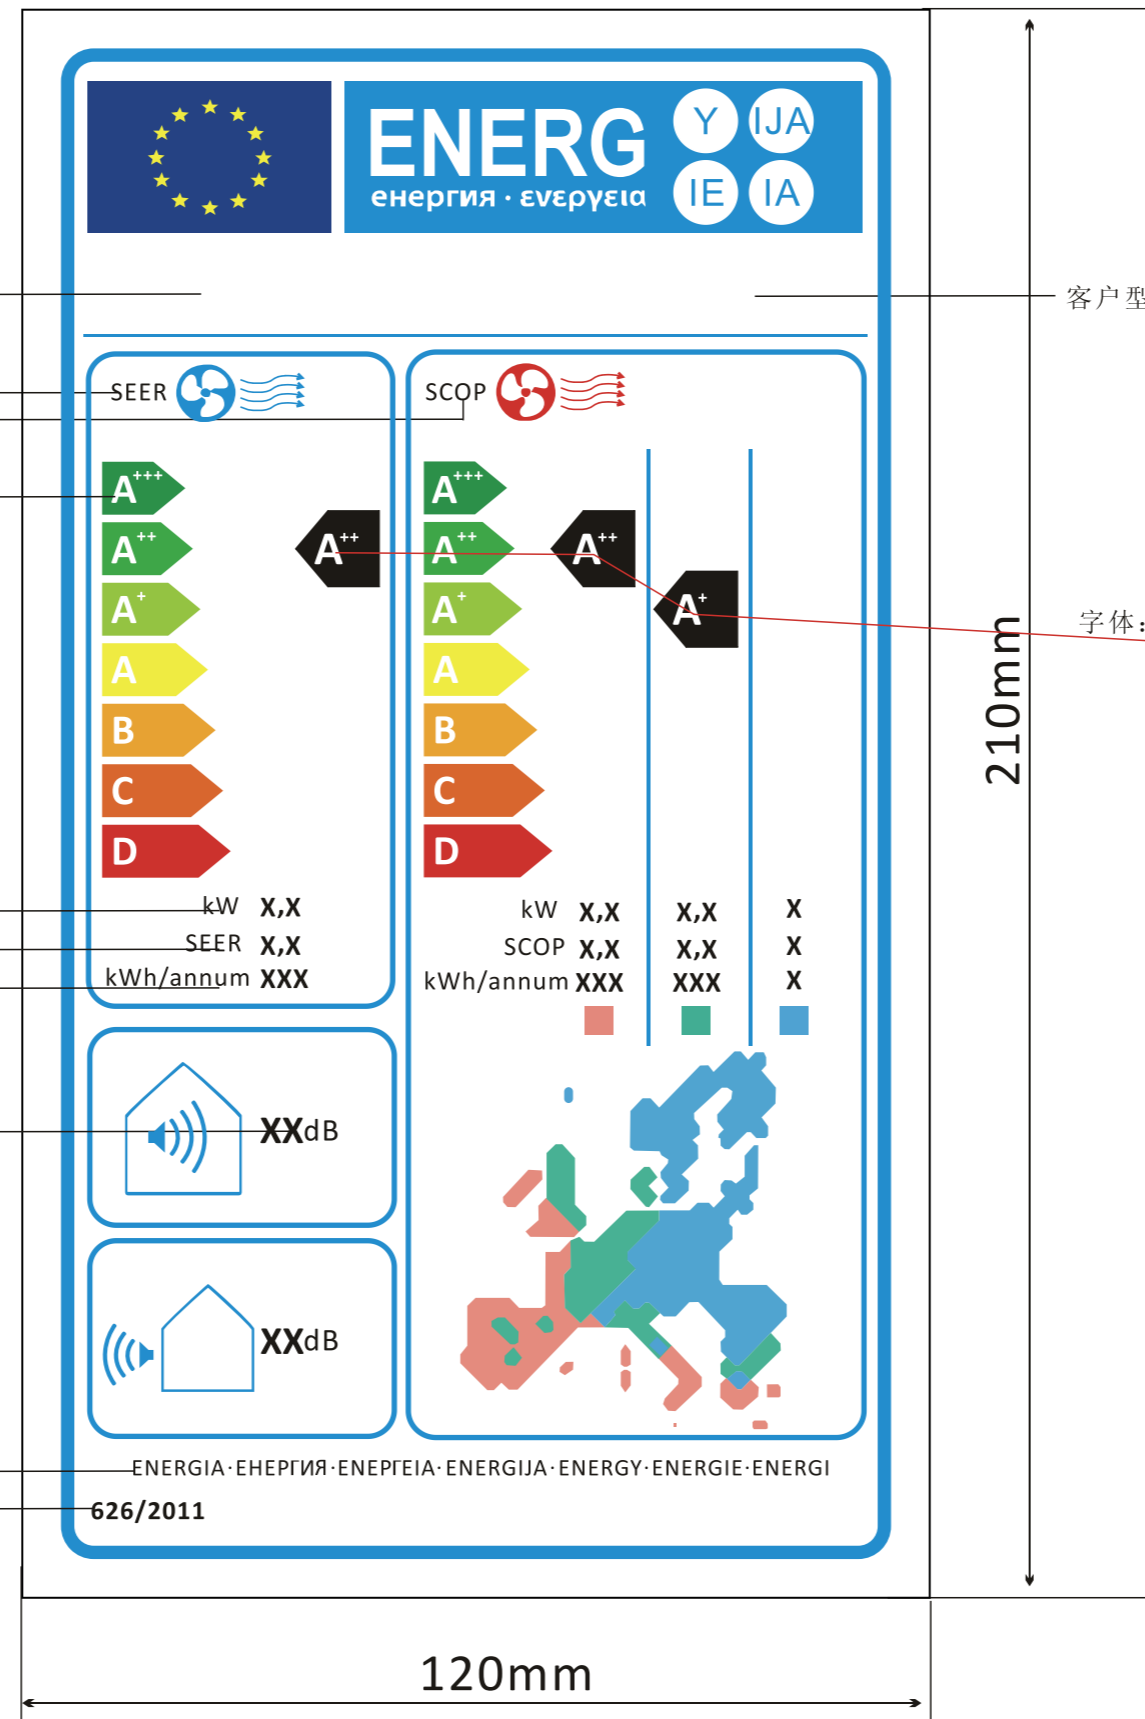 ENERG Y IJA
енергия · ενεργεια IE IA
客户型
SEER
SCOP
A+++
A++
A+
A
B
C
D
A++
A+++
A++
A+
A
B
C
D
A++
A+
字体:
210mm
kW X,X
SEER X,X
kWh/annum XXX
kW X,X X,X X
SCOP X,X X,X X
kWh/annum XXX XXX X
XXdB
XXdB
ENERGIA·ЕНЕРГИЯ·ΕΝΕΡΓΕΙΑ·ENERGIJA·ENERGY·ENERGIE·ENERGI
626/2011
120mm